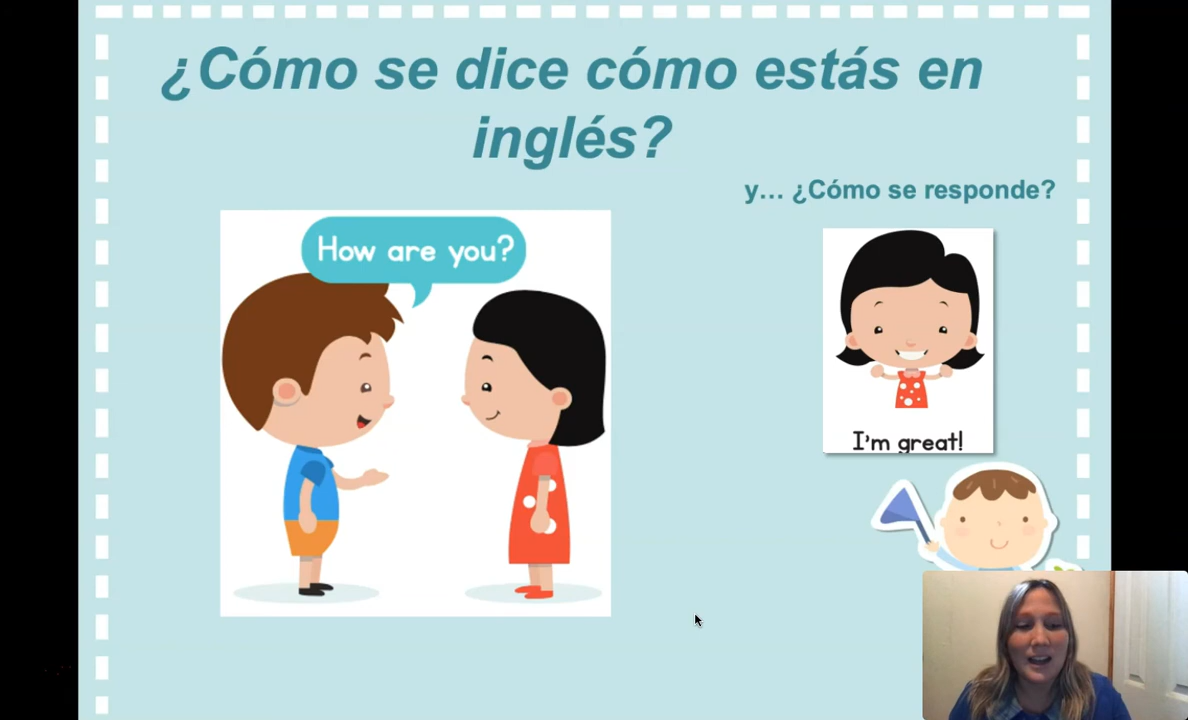 ¿Cómo se dice cómo estás en
inglés?
y... ¿Cómo se responde?
How are you?
I'm great!